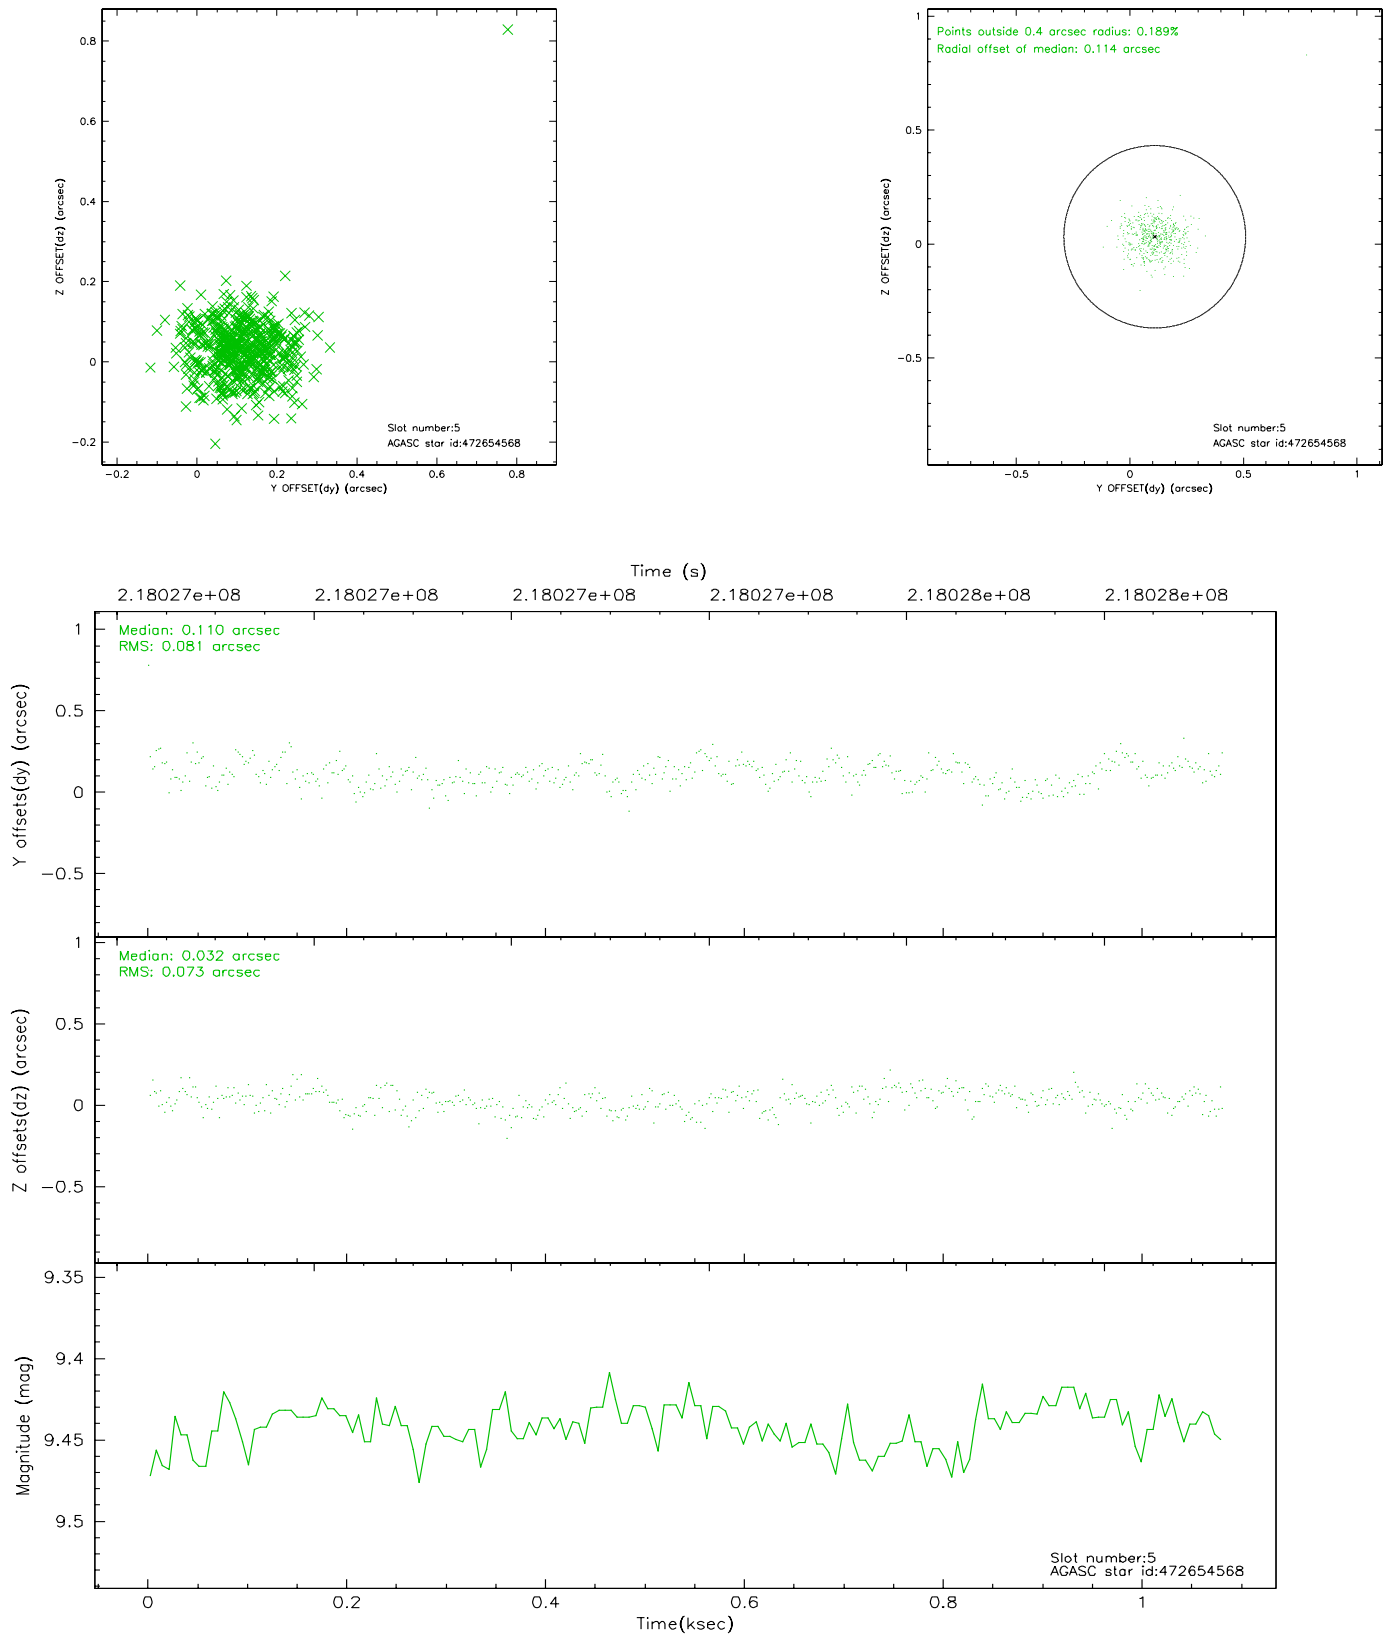 0.8
0.6
0.4
0.2
0
−0.2
Z OFFSET(dz) (arcsec)
−0.2 0 0.2 0.4 0.6 0.8
Y OFFSET(dy) (arcsec)
Slot number:5
AGASC star id:472654568
Points outside 0.4 arcsec radius: 0.189%
Radial offset of median: 0.114 arcsec
1
0.5
0
−0.5
Z OFFSET(dz) (arcsec)
−0.5 0 0.5 1
Y OFFSET(dy) (arcsec)
Slot number:5
AGASC star id:472654568
Time (s)
2.18027e+08 2.18027e+08 2.18027e+08 2.18027e+08 2.18028e+08 2.18028e+08
Median: 0.110 arcsec
RMS: 0.081 arcsec
1
0.5
0
−0.5
Y offsets(dy) (arcsec)
Median: 0.032 arcsec
RMS: 0.073 arcsec
1
0.5
0
−0.5
Z offsets(dz) (arcsec)
9.35
9.4
9.45
9.5
Magnitude (mag)
Slot number:5
AGASC star id:472654568
0 0.2 0.4 0.6 0.8 1
Time(ksec)